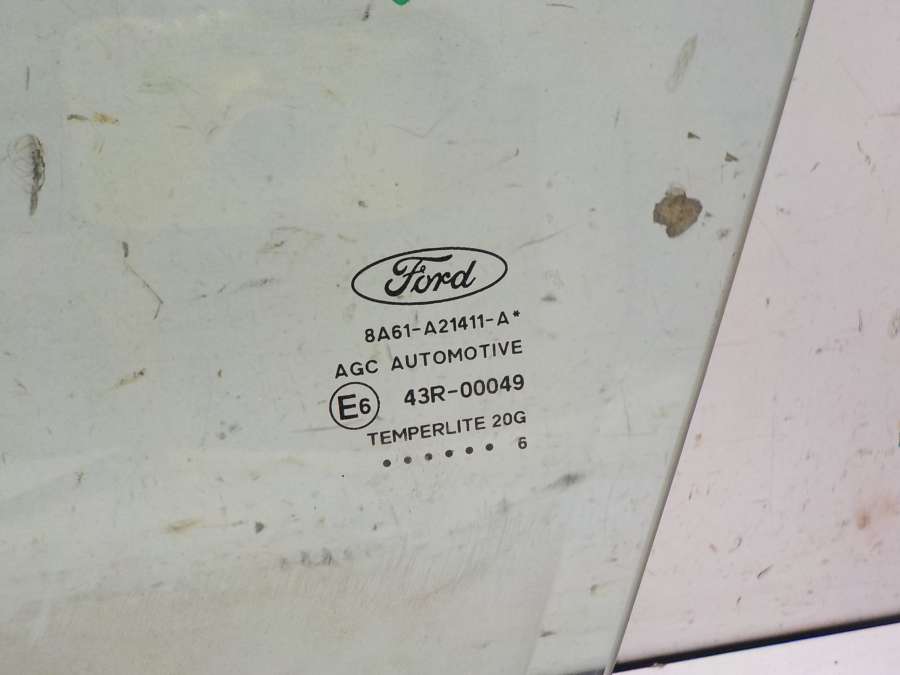 Ford
8A61-A21411-A*
AGC AUTOMOTIVE
E6 43R-00049
TEMPERLITE 20G
...... 6